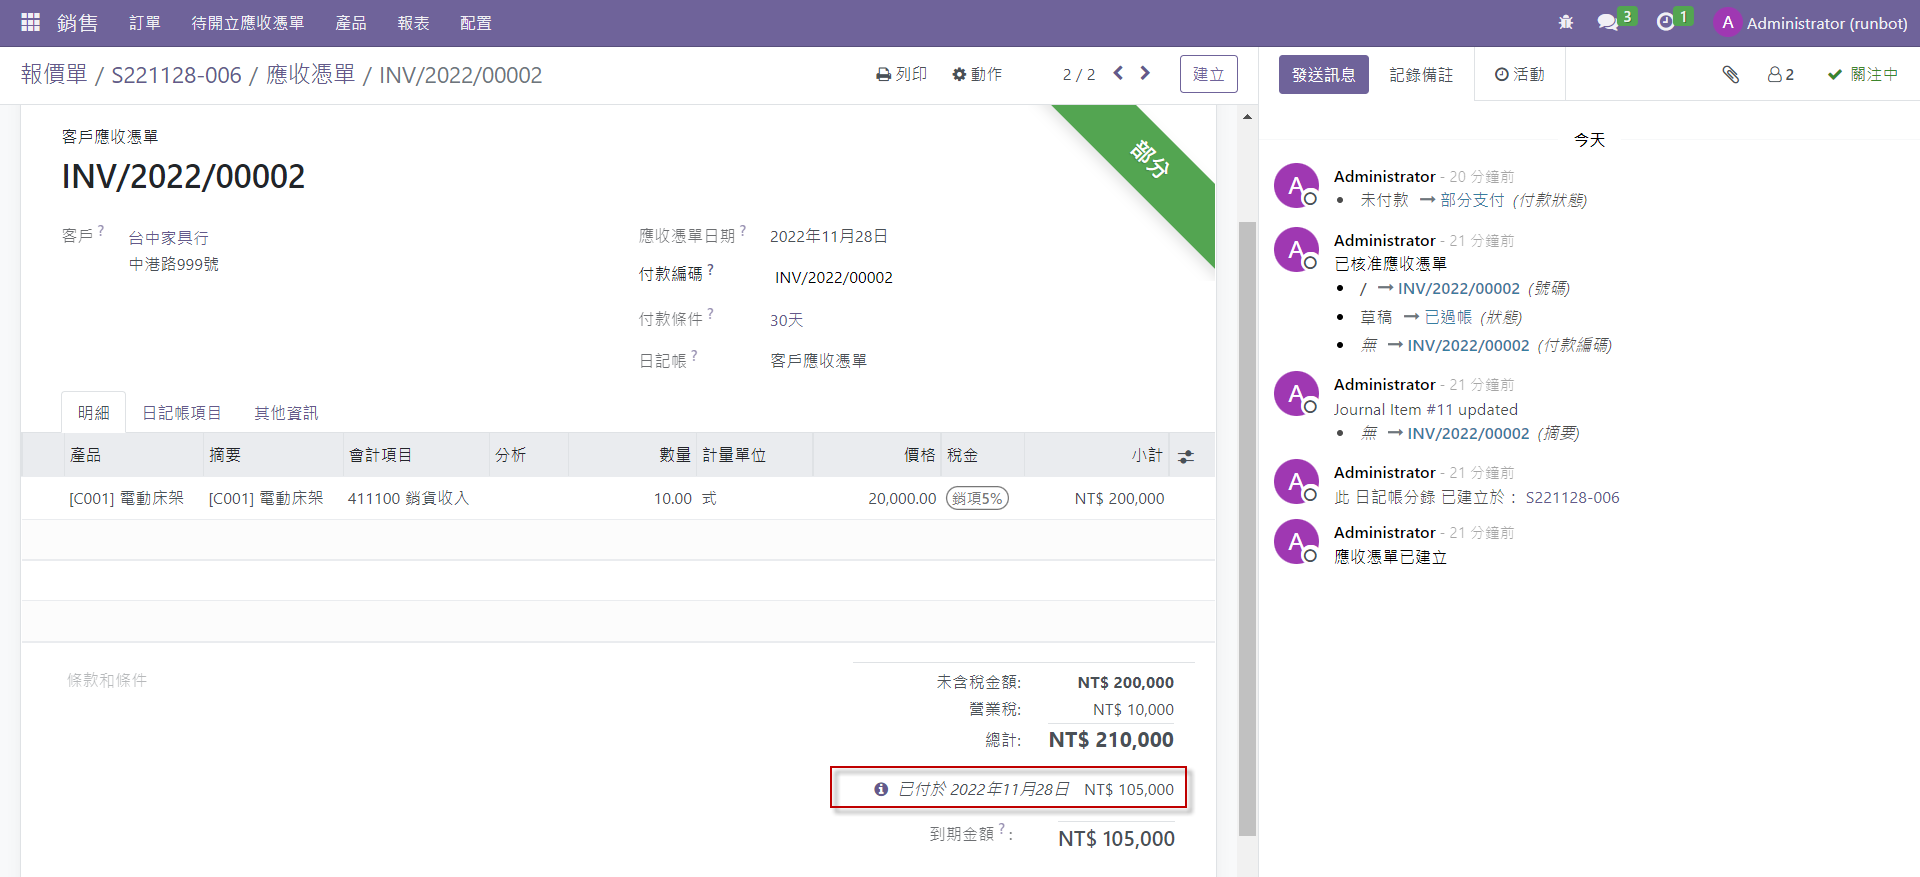 銷售 訂單 待開立應收憑單 產品 報表 配置 3 1 A Administrator (runbot)
報價單 / S221128-006 / 應收憑單 / INV/2022/00002 列印 動作 2 / 2 建立
發送訊息 記錄備註 活動 2 關注中
客戶應收憑單
INV/2022/00002
部分
客戶? 台中家具行
中港路999號
應收憑單日期? 2022年11月28日
付款編碼? INV/2022/00002
付款條件? 30天
日記帳? 客戶應收憑單
明細 日記帳項目 其他資訊
產品 摘要 會計項目 分析 數量 計量單位 價格 稅金 小計
[C001] 電動床架 [C001] 電動床架 411100 銷貨收入 10.00 式 20,000.00 銷項5% NT$ 200,000
條款和條件
未含稅金額: NT$ 200,000
營業稅: NT$ 10,000
總計: NT$ 210,000
已付於 2022年11月28日 NT$ 105,000
到期金額?: NT$ 105,000
今天
A Administrator - 20 分鐘前
• 未付款 → 部分支付 (付款狀態)
A Administrator - 21 分鐘前
已核准應收憑單
• / → INV/2022/00002 (號碼)
• 草稿 → 已過帳 (狀態)
• 無 → INV/2022/00002 (付款編碼)
A Administrator - 21 分鐘前
Journal Item #11 updated
• 無 → INV/2022/00002 (摘要)
A Administrator - 21 分鐘前
此 日記帳分錄 已建立於： S221128-006
A Administrator - 21 分鐘前
應收憑單已建立